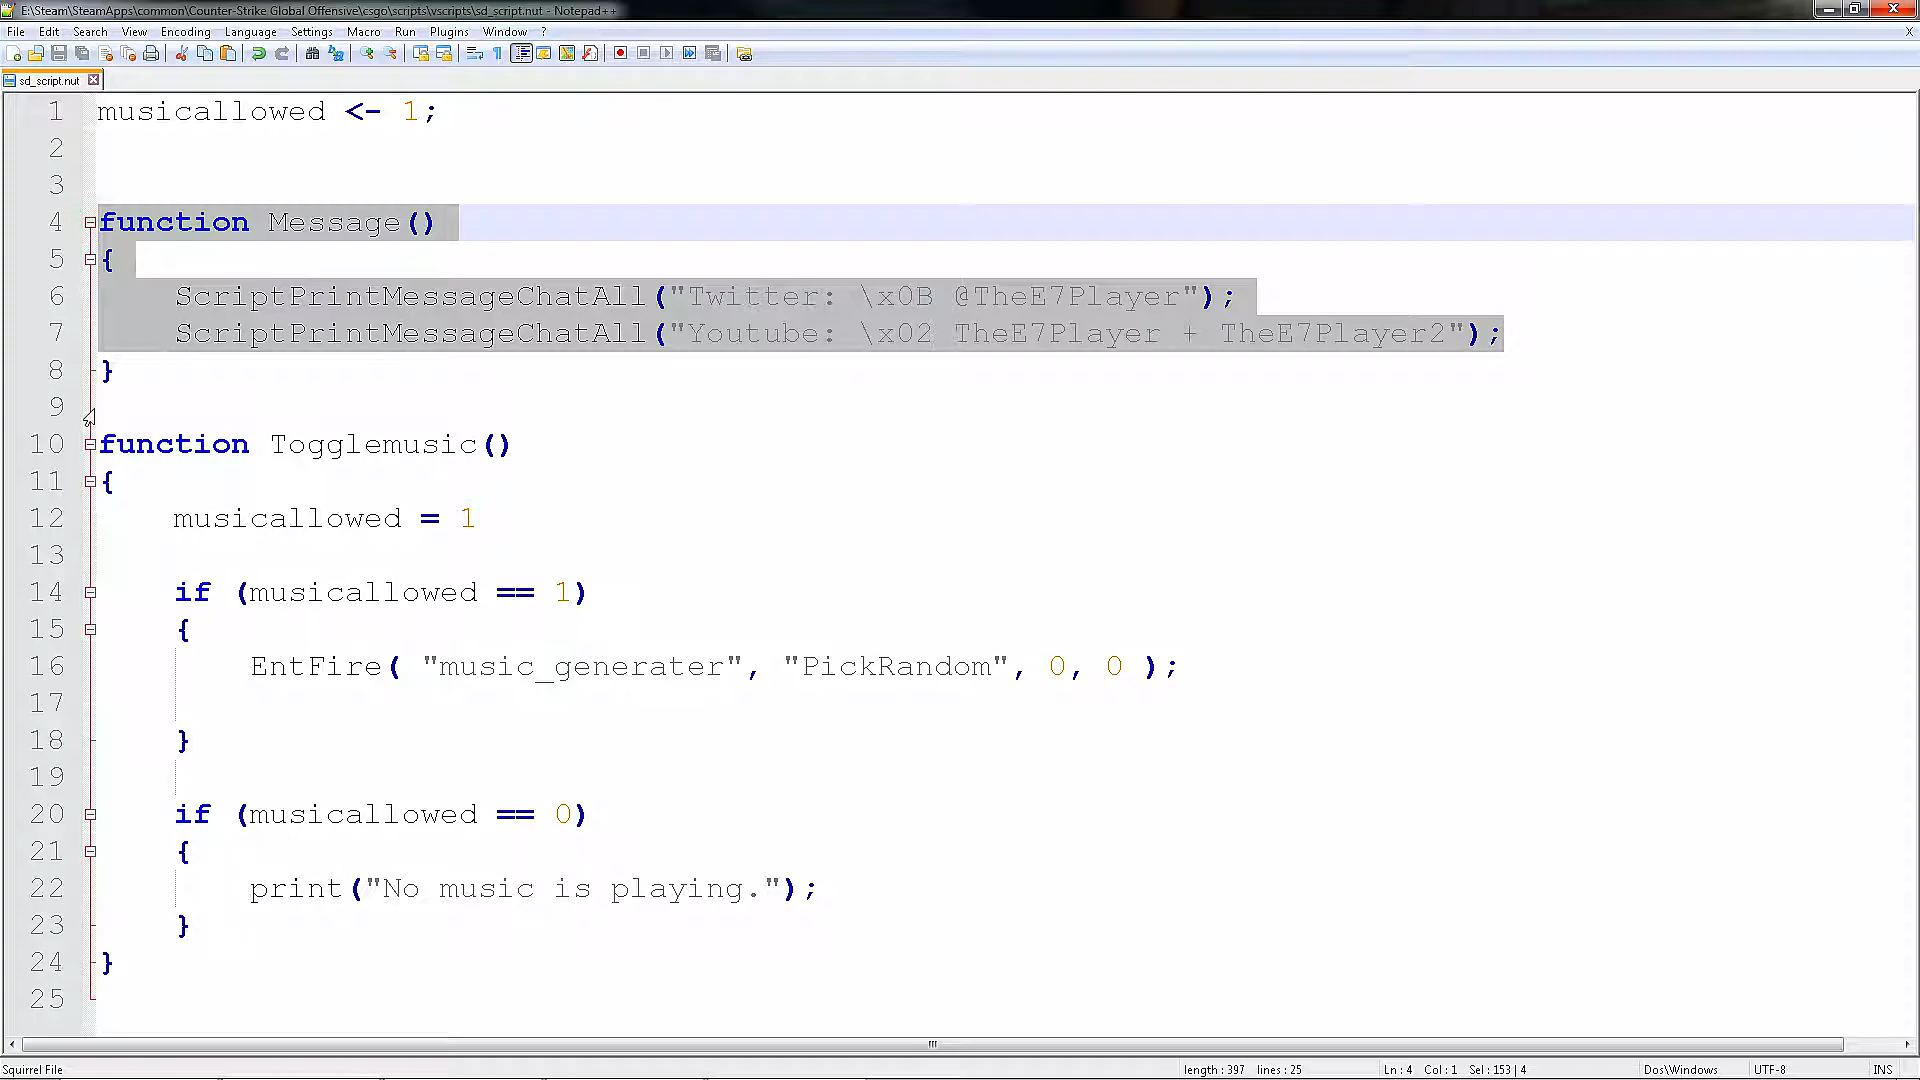 E:\Steam\SteamApps\common\Counter-Strike Global Offensive\csgo\scripts\vscripts\sd_script.nut - Notepad++
File Edit Search View Encoding Language Settings Macro Run Plugins Window ? X
sd_script.nut
1 musicallowed <- 1;
2
3
4 function Message()
5 {
6 ScriptPrintMessageChatAll("Twitter: \x0B @TheE7Player");
7 ScriptPrintMessageChatAll("Youtube: \x02 TheE7Player + TheE7Player2");
8 }
9
10 function Togglemusic()
11 {
12 musicallowed = 1
13
14 if (musicallowed == 1)
15 {
16 EntFire( "music_generater", "PickRandom", 0, 0 );
17
18 }
19
20 if (musicallowed == 0)
21 {
22 print("No music is playing.");
23 }
24 }
25
Squirrel File length : 397 lines : 25 Ln : 4 Col : 1 Sel : 153 | 4 Dos\Windows UTF-8 INS